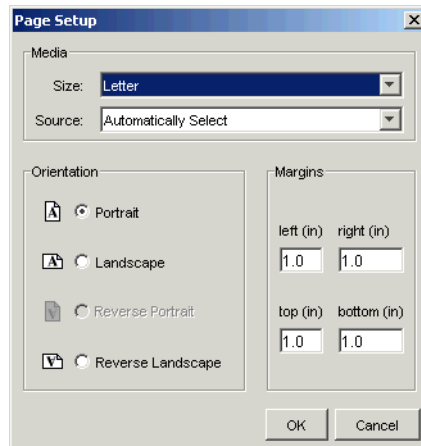 Page Setup
Media
Size: Letter
Source: Automatically Select
Orientation
A Portrait
A Landscape
A Reverse Portrait
A Reverse Landscape
Margins
left (in) right (in)
1.0 1.0
top (in) bottom (in)
1.0 1.0
OK Cancel